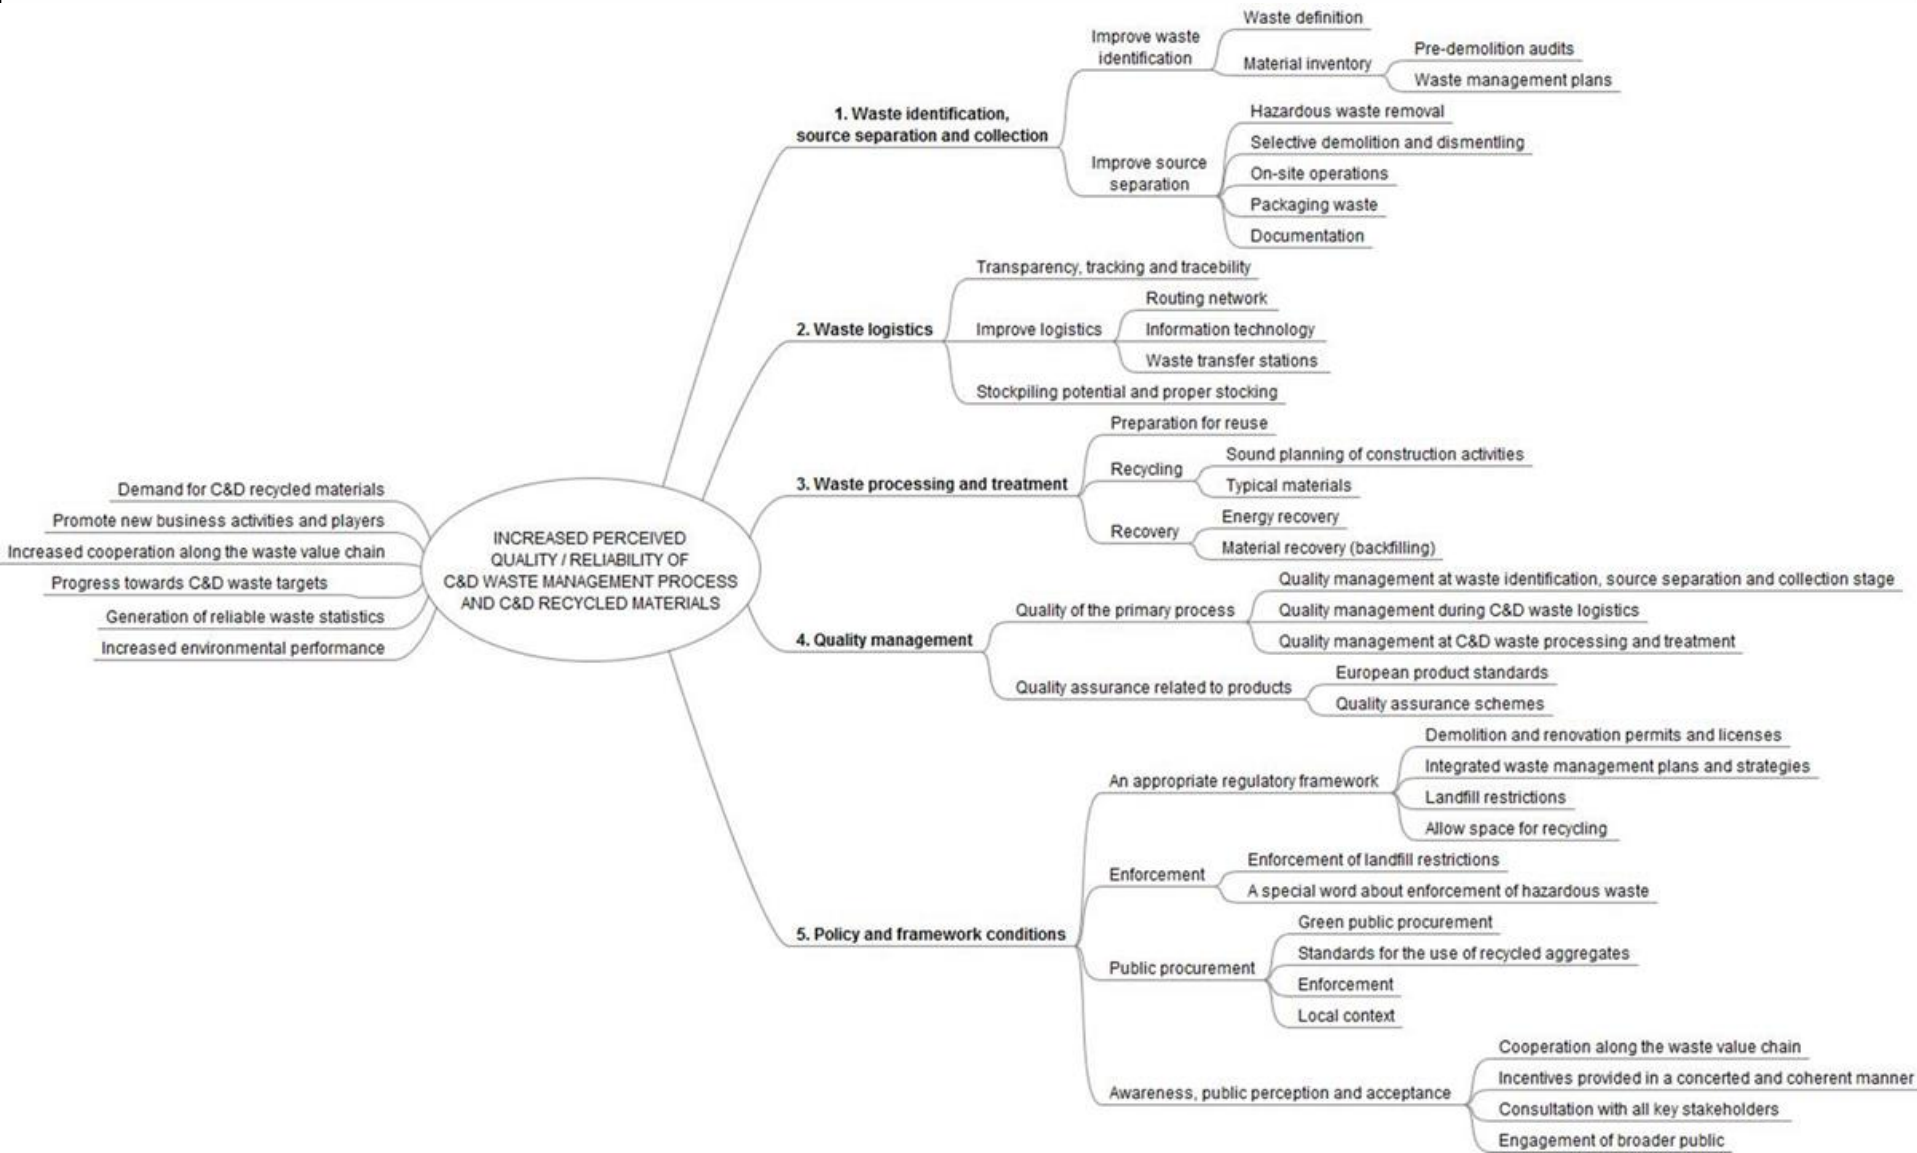 Demand for C&D recycled materials
Promote new business activities and players
Increased cooperation along the waste value chain
Progress towards C&D waste targets
Generation of reliable waste statistics
Increased environmental performance
INCREASED PERCEIVED
QUALITY / RELIABILITY OF
C&D WASTE MANAGEMENT PROCESS
AND C&D RECYCLED MATERIALS
1. Waste identification,
source separation and collection
Improve waste
identification
Waste definition
Material inventory
Pre-demolition audits
Waste management plans
Improve source
separation
Hazardous waste removal
Selective demolition and dismentling
On-site operations
Packaging waste
Documentation
2. Waste logistics
Transparency, tracking and tracebility
Improve logistics
Routing network
Information technology
Waste transfer stations
Stockpiling potential and proper stocking
3. Waste processing and treatment
Preparation for reuse
Recycling
Sound planning of construction activities
Typical materials
Recovery
Energy recovery
Material recovery (backfilling)
4. Quality management
Quality of the primary process
Quality management at waste identification, source separation and collection stage
Quality management during C&D waste logistics
Quality management at C&D waste processing and treatment
Quality assurance related to products
European product standards
Quality assurance schemes
5. Policy and framework conditions
An appropriate regulatory framework
Demolition and renovation permits and licenses
Integrated waste management plans and strategies
Landfill restrictions
Allow space for recycling
Enforcement
Enforcement of landfill restrictions
A special word about enforcement of hazardous waste
Public procurement
Green public procurement
Standards for the use of recycled aggregates
Enforcement
Local context
Awareness, public perception and acceptance
Cooperation along the waste value chain
Incentives provided in a concerted and coherent manner
Consultation with all key stakeholders
Engagement of broader public